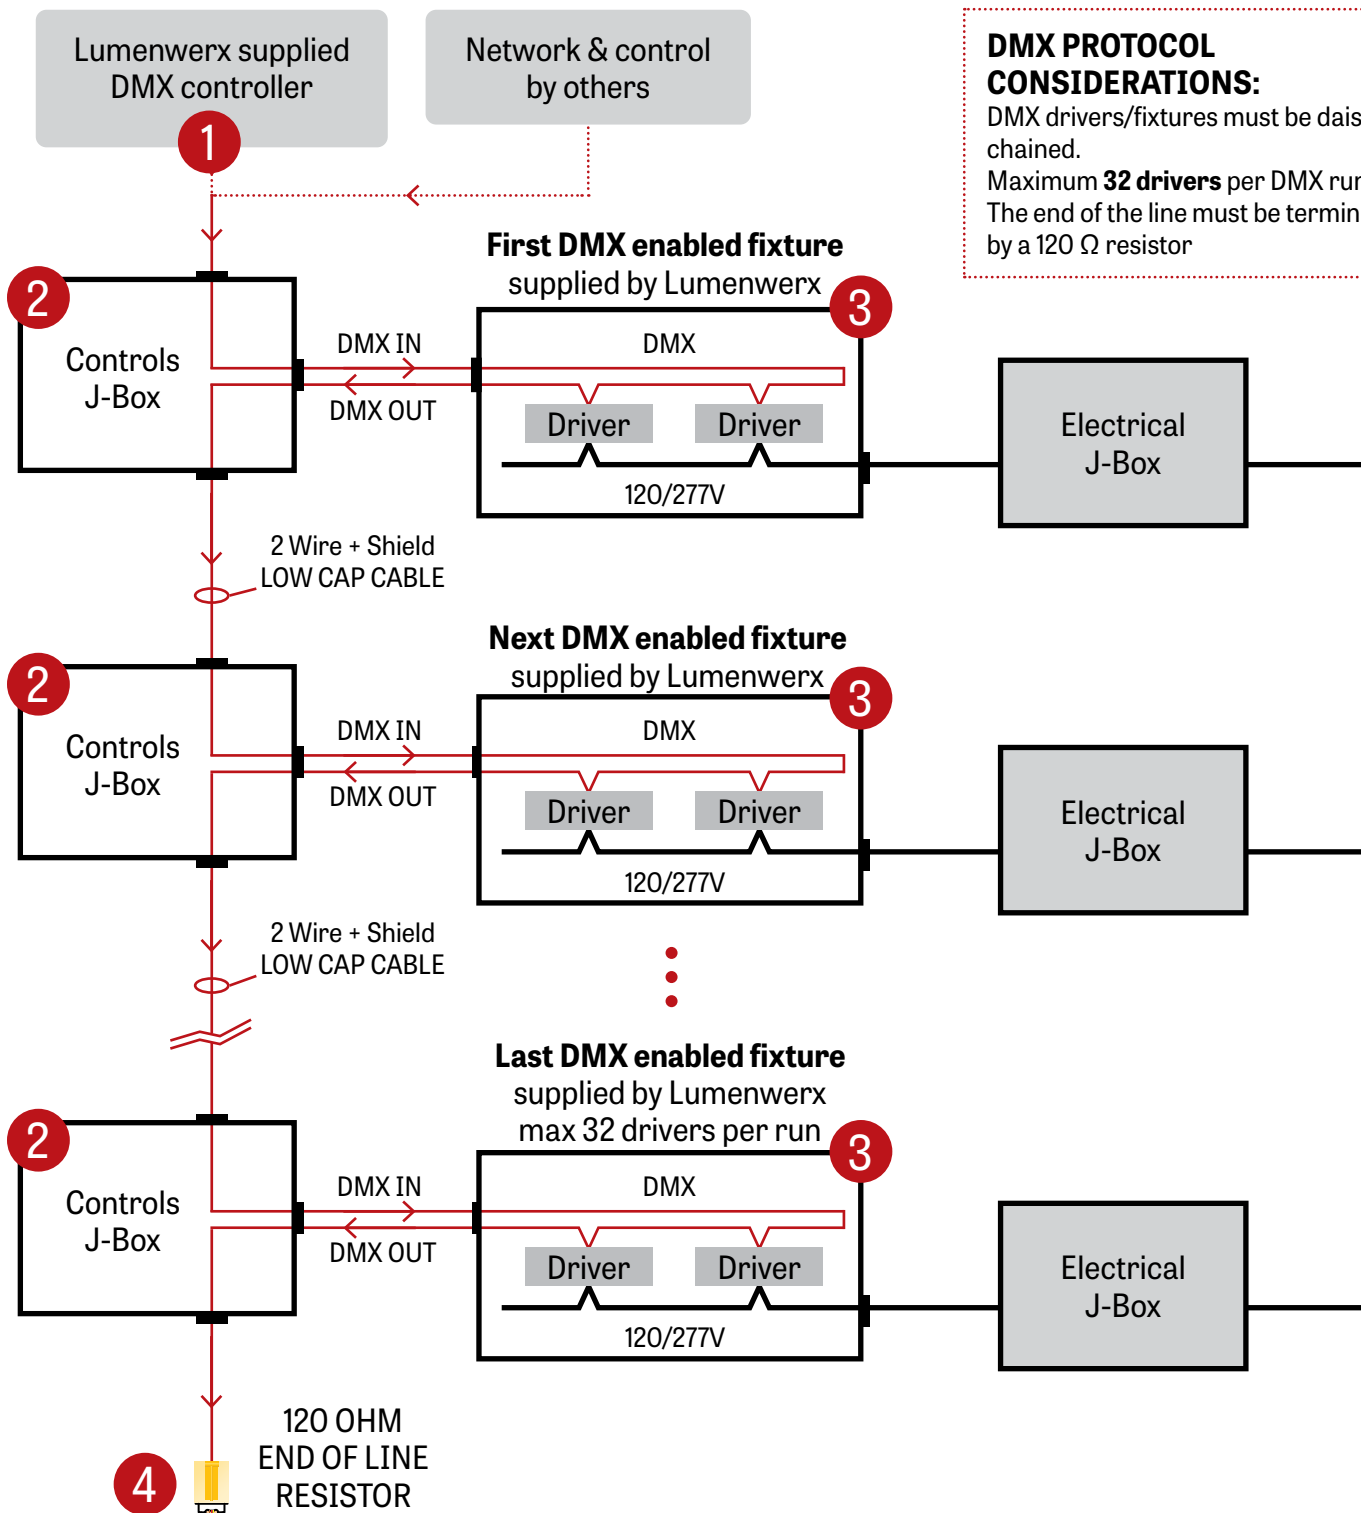 Lumenwerx supplied
DMX controller
1
Network & control
by others
DMX PROTOCOL
CONSIDERATIONS:
DMX drivers/fixtures must be dais
chained.
Maximum 32 drivers per DMX run
The end of the line must be termin
by a 120 Ω resistor
First DMX enabled fixture
supplied by Lumenwerx
2
Controls
J-Box
DMX IN
DMX OUT
3
DMX
Driver
Driver
120/277V
Electrical
J-Box
2 Wire + Shield
LOW CAP CABLE
Next DMX enabled fixture
supplied by Lumenwerx
2
Controls
J-Box
DMX IN
DMX OUT
3
DMX
Driver
Driver
120/277V
Electrical
J-Box
2 Wire + Shield
LOW CAP CABLE
Last DMX enabled fixture
supplied by Lumenwerx
max 32 drivers per run
2
Controls
J-Box
DMX IN
DMX OUT
3
DMX
Driver
Driver
120/277V
Electrical
J-Box
4
120 OHM
END OF LINE
RESISTOR